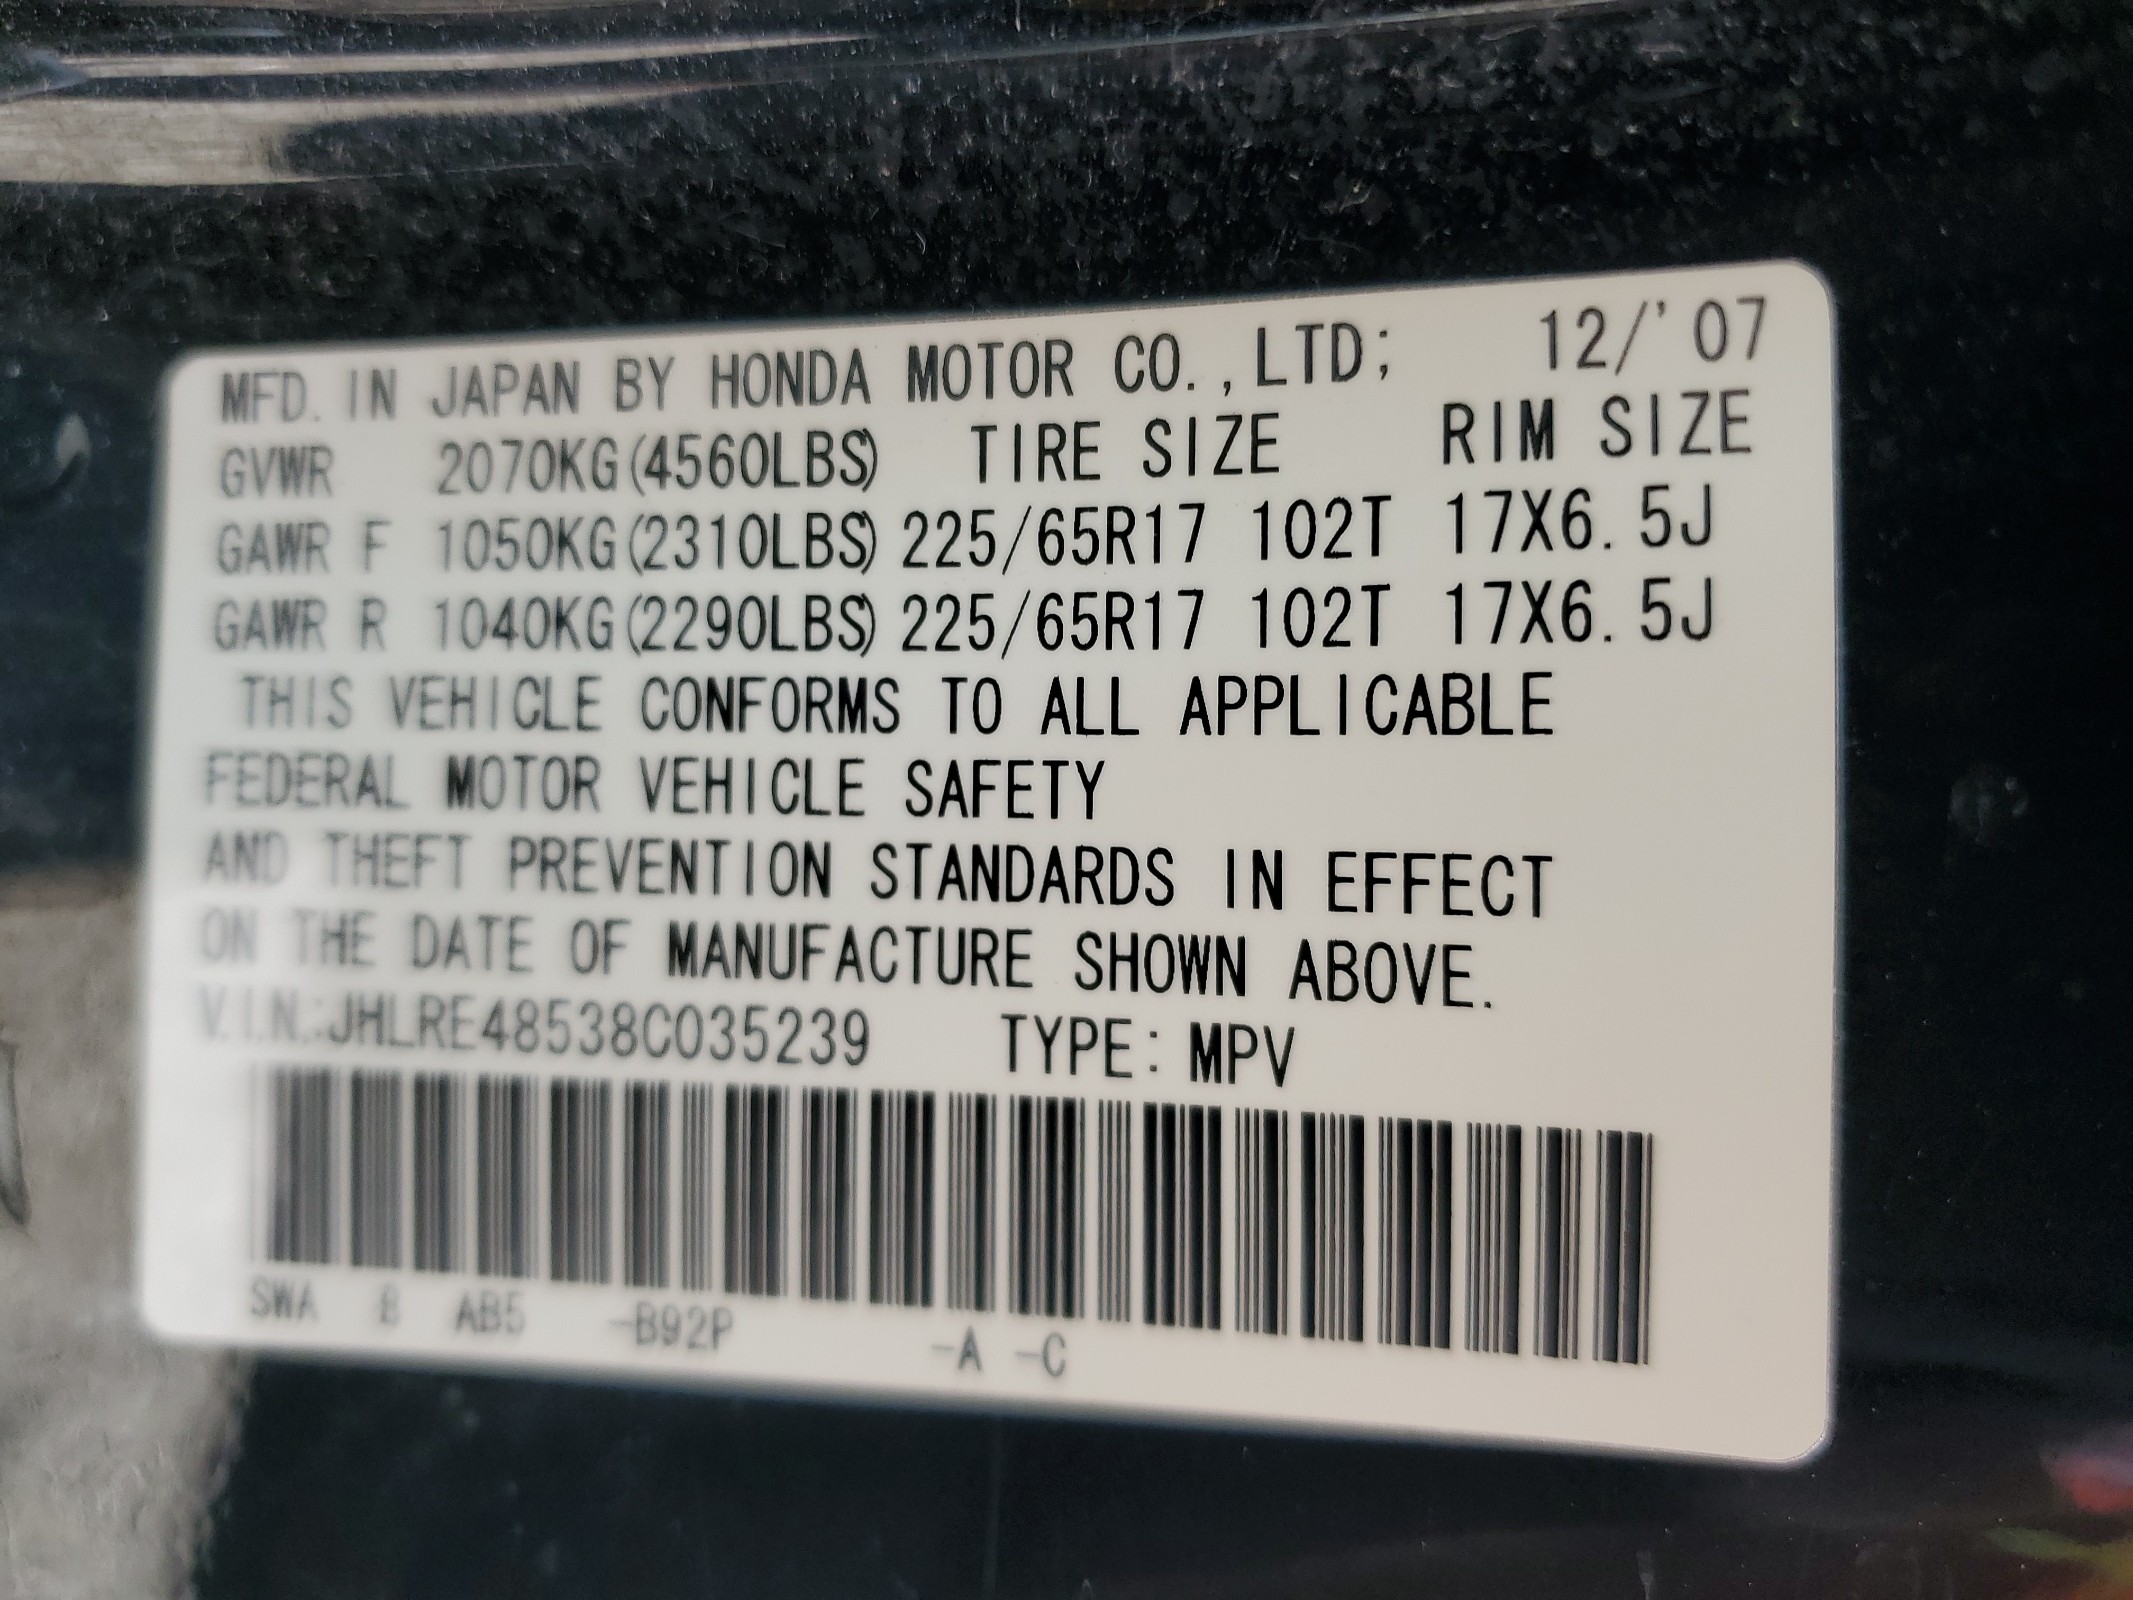 MFD. IN JAPAN BY HONDA MOTOR CO.,LTD; 12/'07
GVWR 2070KG(4560LBS) TIRE SIZE RIM SIZE
GAWR F 1050KG(2310LBS) 225/65R17 102T 17X6.5J
GAWR R 1040KG(2290LBS) 225/65R17 102T 17X6.5J
THIS VEHICLE CONFORMS TO ALL APPLICABLE
FEDERAL MOTOR VEHICLE SAFETY
AND THEFT PREVENTION STANDARDS IN EFFECT
ON THE DATE OF MANUFACTURE SHOWN ABOVE.
V.I.N.:JHLRE48538C035239 TYPE: MPV
SWA B AB5 -B92P -A -C